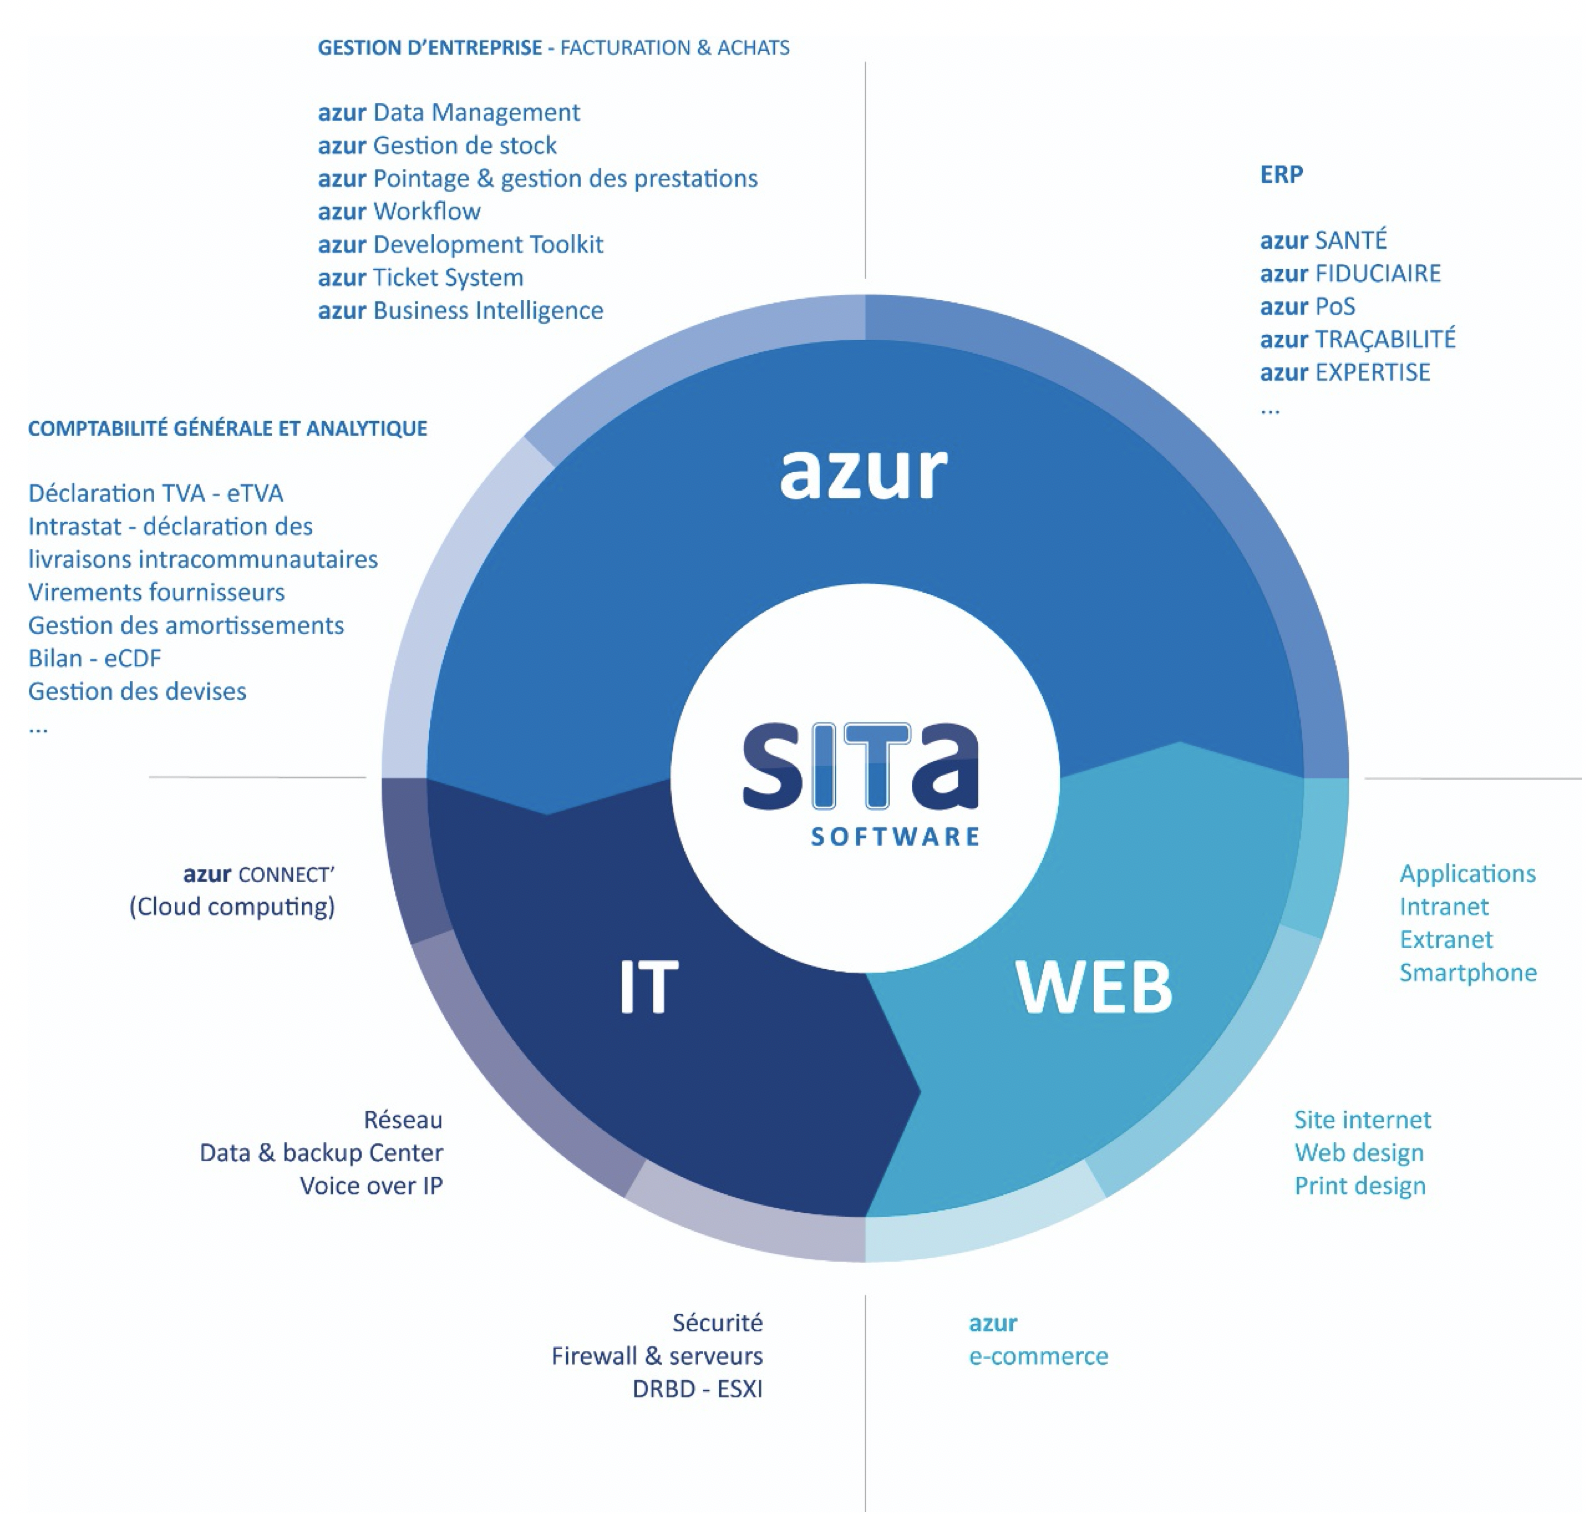 GESTION D'ENTREPRISE - FACTURATION & ACHATS
azur Data Management
azur Gestion de stock
azur Pointage & gestion des prestations
azur Workflow
azur Development Toolkit
azur Ticket System
azur Business Intelligence
ERP
azur SANTÉ
azur FIDUCIAIRE
azur PoS
azur TRAÇABILITÉ
azur EXPERTISE
...
COMPTABILITÉ GÉNÉRALE ET ANALYTIQUE
Déclaration TVA - eTVA
Intrastat - déclaration des
livraisons intracommunautaires
Virements fournisseurs
Gestion des amortissements
Bilan - eCDF
Gestion des devises
...
azur
sITa
SOFTWARE
IT
WEB
azur CONNECT'
(Cloud computing)
Applications
Intranet
Extranet
Smartphone
Réseau
Data & backup Center
Voice over IP
Site internet
Web design
Print design
Sécurité
Firewall & serveurs
DRBD - ESXI
azur
e-commerce